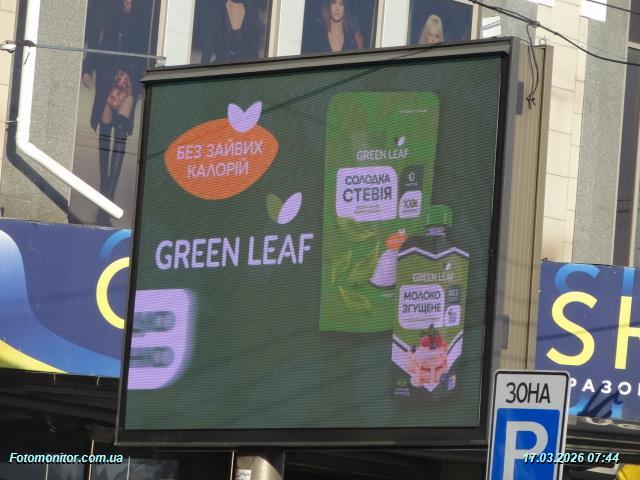 БЕЗ ЗАЙВИХ
КАЛОРІЙ
GREEN LEAF
GREEN LEAF
СОЛОДКА
СТЕВІЯ
GREEN LEAF
МОЛОКО
ЗГУЩЕНЕ
ЗОНА
P
Fotomonitor.com.ua
17.03.2026 07:44